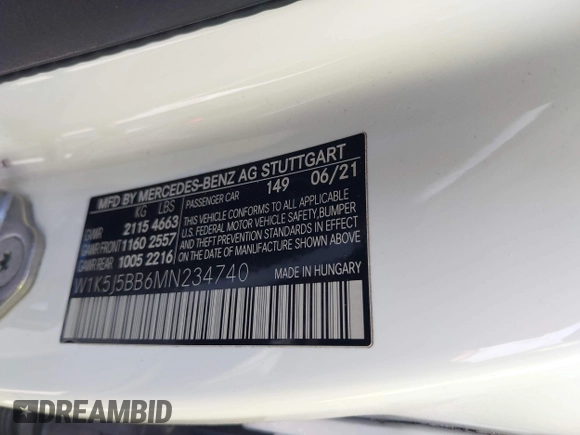 MFD BY MERCEDES-BENZ AG STUTTGART
KG LBS PASSENGER CAR 149 06/21
GVWR 2115 4663
GAWR FRONT 1160 2557
GAWR REAR 1005 2216
THIS VEHICLE CONFORMS TO ALL APPLICABLE
U.S. FEDERAL MOTOR VEHICLE SAFETY, BUMPER
AND THEFT PREVENTION STANDARDS IN EFFECT
ON THE DATE OF MANUFACTURE SHOWN ABOVE
W1K5J5BB6MN234740
MADE IN HUNGARY
DREAMBID